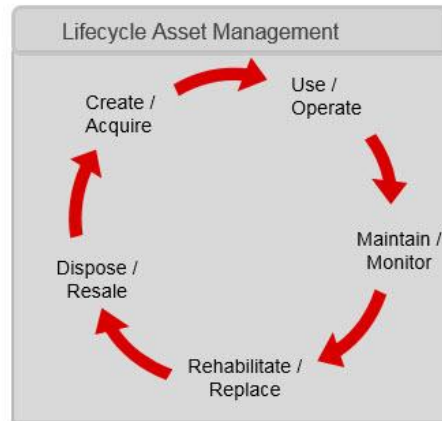 Lifecycle Asset Management
Create /
Acquire
Use /
Operate
Maintain /
Monitor
Rehabilitate /
Replace
Dispose /
Resale